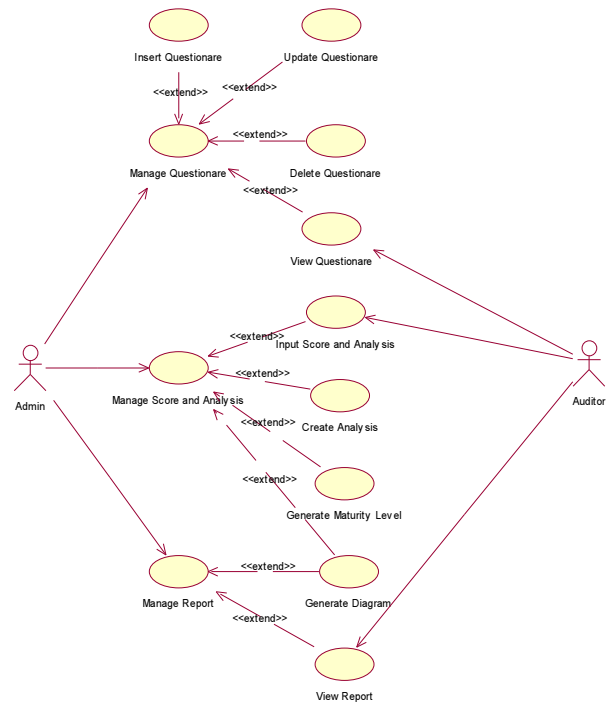 Insert Questionare
Update Questionare
<<extend>>
<<extend>>
<<extend>>
Manage Questionare
Delete Questionare
<<extend>>
View Questionare
<<extend>>
Input Score and Analysis
<<extend>>
Admin
Manage Score and Analysis
Auditor
Create Analysis
<<extend>>
<<extend>>
Generate Maturity Level
<<extend>>
Manage Report
Generate Diagram
<<extend>>
View Report